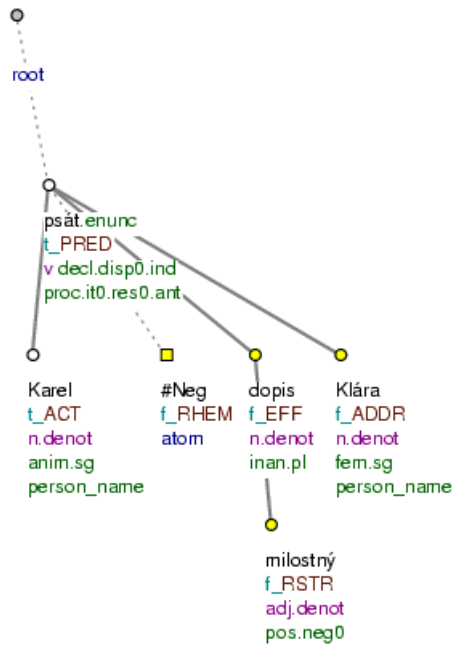 root
psát.enunc
t_PRED
v decl.disp0.ind
proc.it0.res0.ant
Karel
t_ACT
n.denot
anim.sg
person_name
#Neg
f_RHEM
atom
dopis
f_EFF
n.denot
inan.pl
Klára
f_ADDR
n.denot
fem.sg
person_name
milostný
f_RSTR
adj.denot
pos.neg0